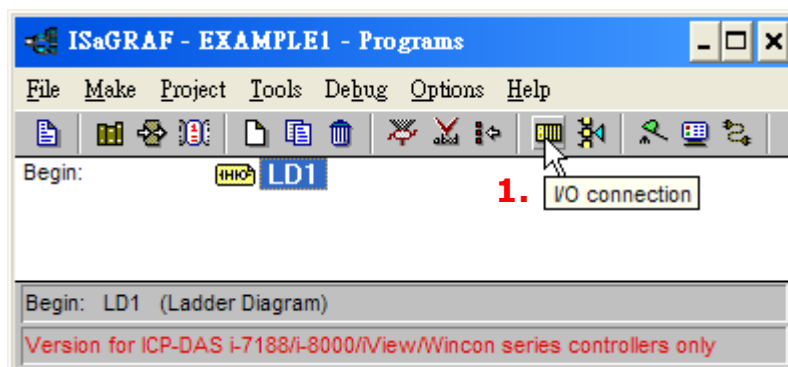 ISaGRAF - EXAMPLE1 - Programs
File Make Project Tools Debug Options Help
Begin: LD1
1. I/O connection
Begin: LD1 (Ladder Diagram)
Version for ICP-DAS i-7188/i-8000/iView/Wincon series controllers only